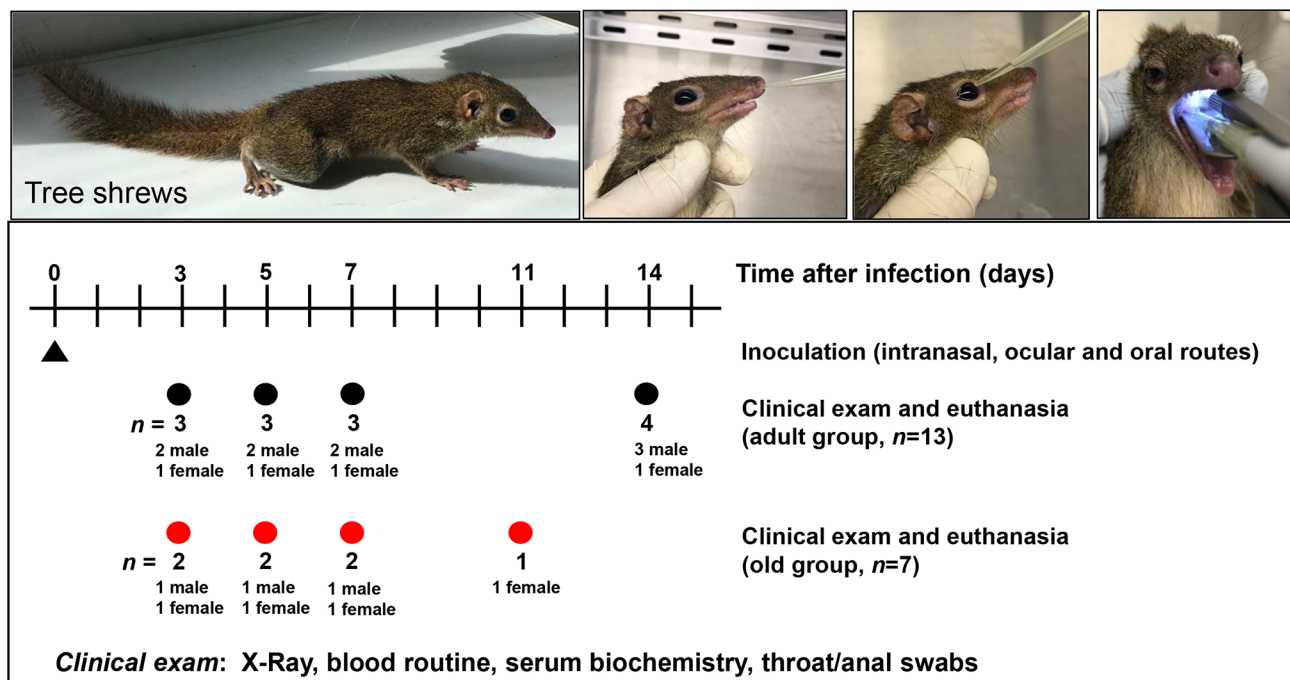 Tree shrews
0 3 5 7 11 14 Time after infection (days)
Inoculation (intranasal, ocular and oral routes)
Clinical exam and euthanasia
(adult group, n=13)
n = 3 3 3 4
2 male 2 male 2 male 3 male
1 female 1 female 1 female 1 female
Clinical exam and euthanasia
(old group, n=7)
n = 2 2 2 1
1 male 1 male 1 male 1 female
1 female 1 female 1 female
Clinical exam: X-Ray, blood routine, serum biochemistry, throat/anal swabs